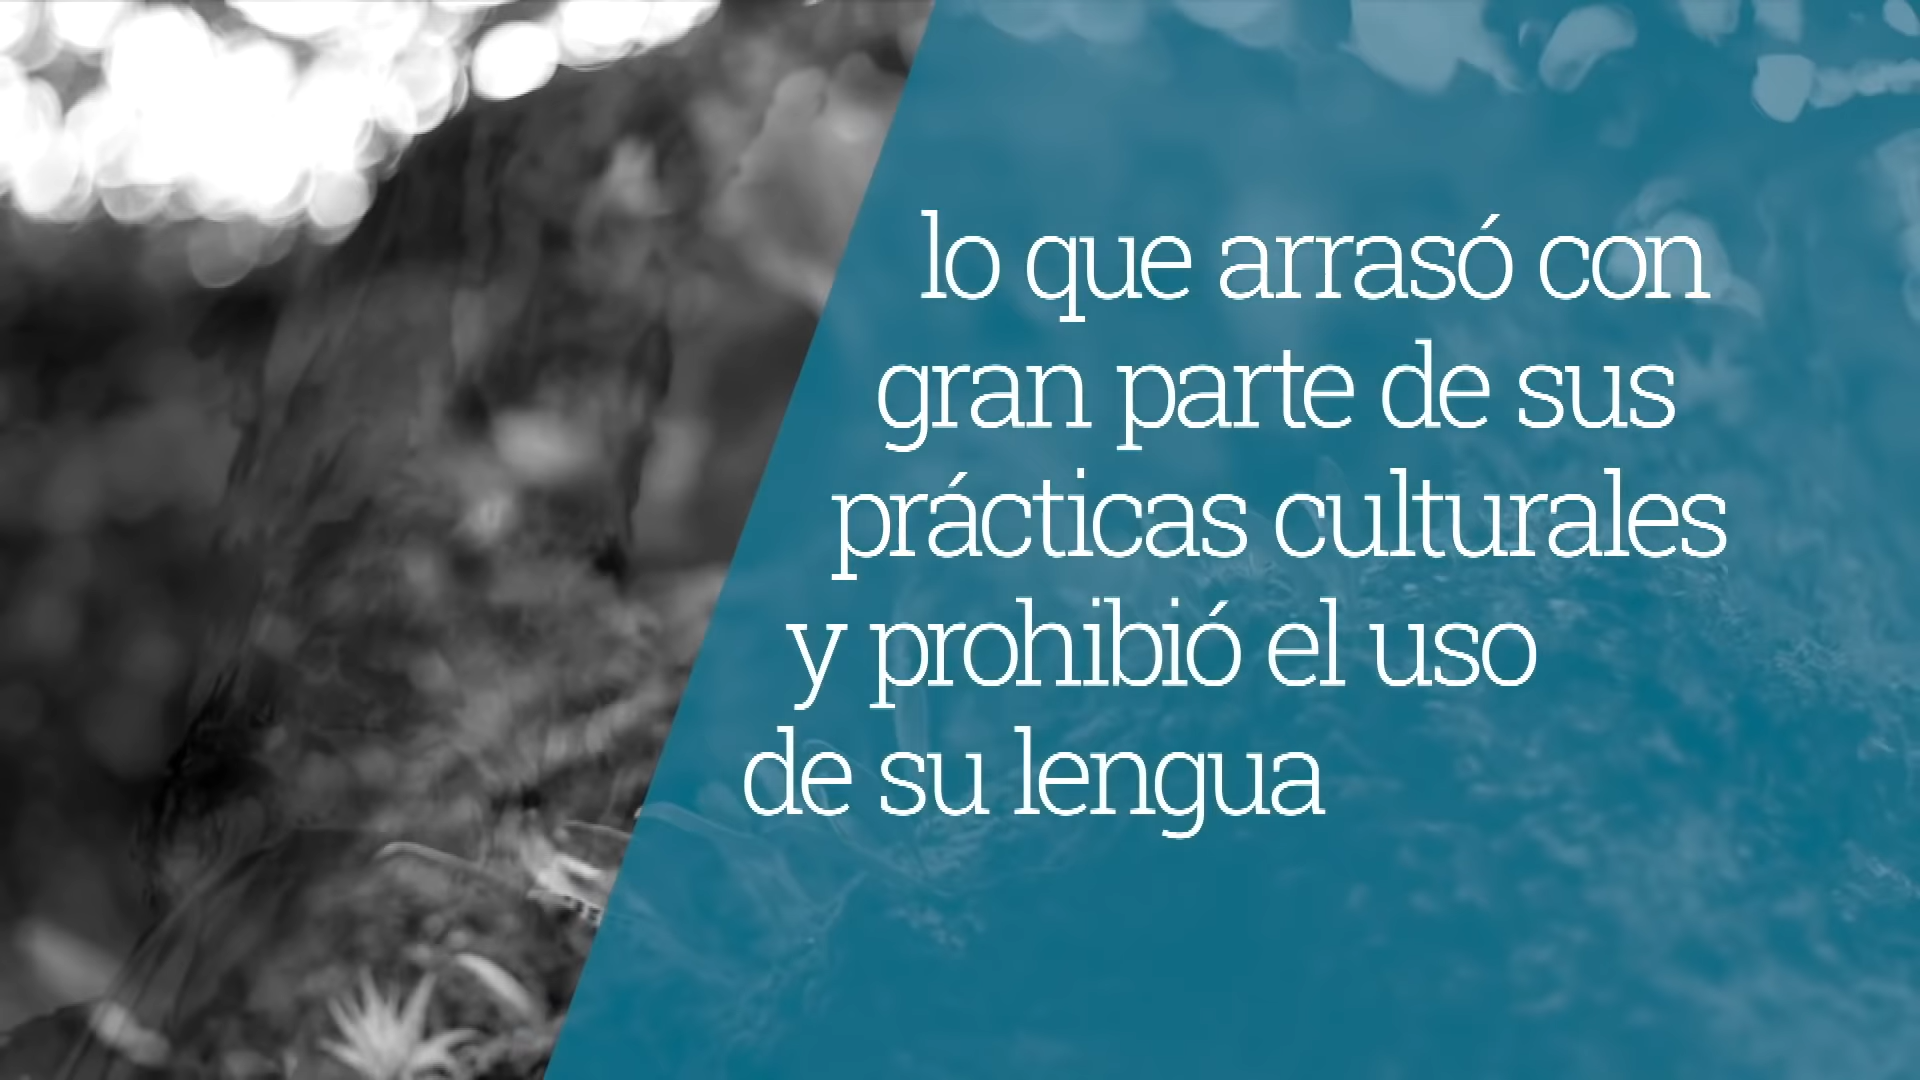 lo que arrasó con
gran parte de sus
prácticas culturales
y prohibió el uso
de su lengua